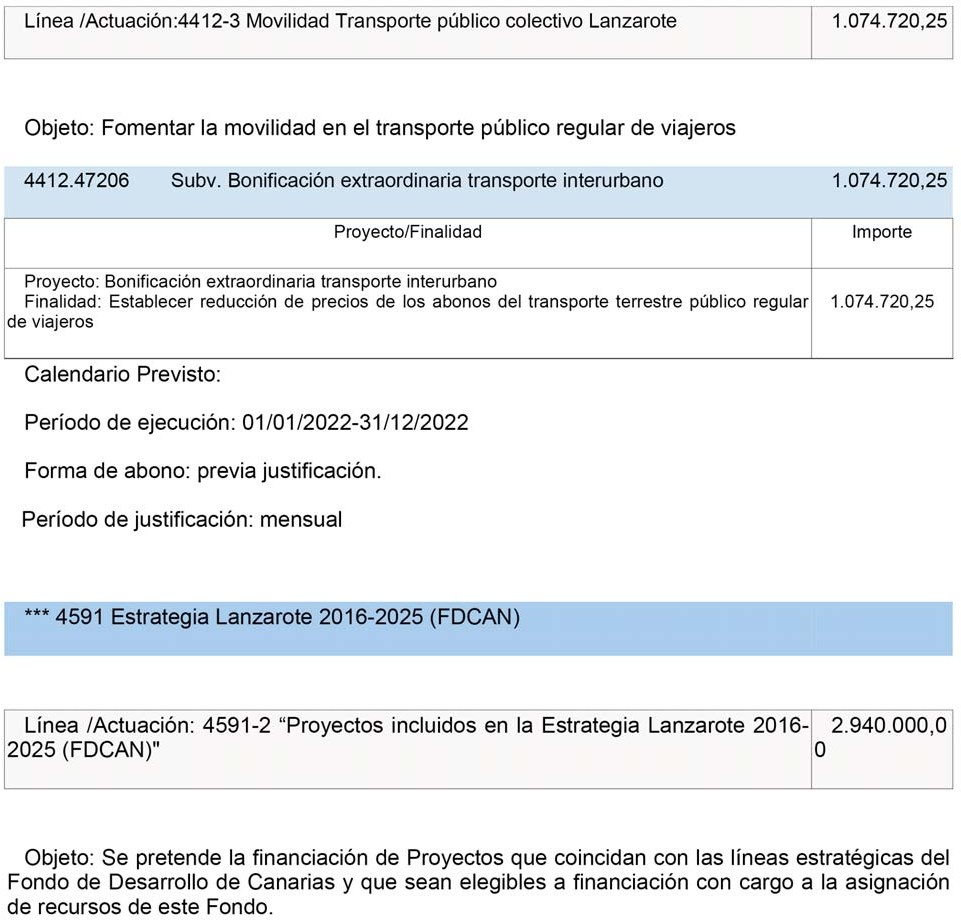 Línea /Actuación:4412-3 Movilidad Transporte público colectivo Lanzarote 1.074.720,25
Objeto: Fomentar la movilidad en el transporte público regular de viajeros
4412.47206 Subv. Bonificación extraordinaria transporte interurbano 1.074.720,25
Proyecto/Finalidad Importe
Proyecto: Bonificación extraordinaria transporte interurbano
Finalidad: Establecer reducción de precios de los abonos del transporte terrestre público regular 1.074.720,25
de viajeros
Calendario Previsto:
Período de ejecución: 01/01/2022-31/12/2022
Forma de abono: previa justificación.
Período de justificación: mensual
*** 4591 Estrategia Lanzarote 2016-2025 (FDCAN)
Línea /Actuación: 4591-2 “Proyectos incluidos en la Estrategia Lanzarote 2016- 2.940.000,0
2025 (FDCAN)" 0
Objeto: Se pretende la financiación de Proyectos que coincidan con las líneas estratégicas del
Fondo de Desarrollo de Canarias y que sean elegibles a financiación con cargo a la asignación
de recursos de este Fondo.